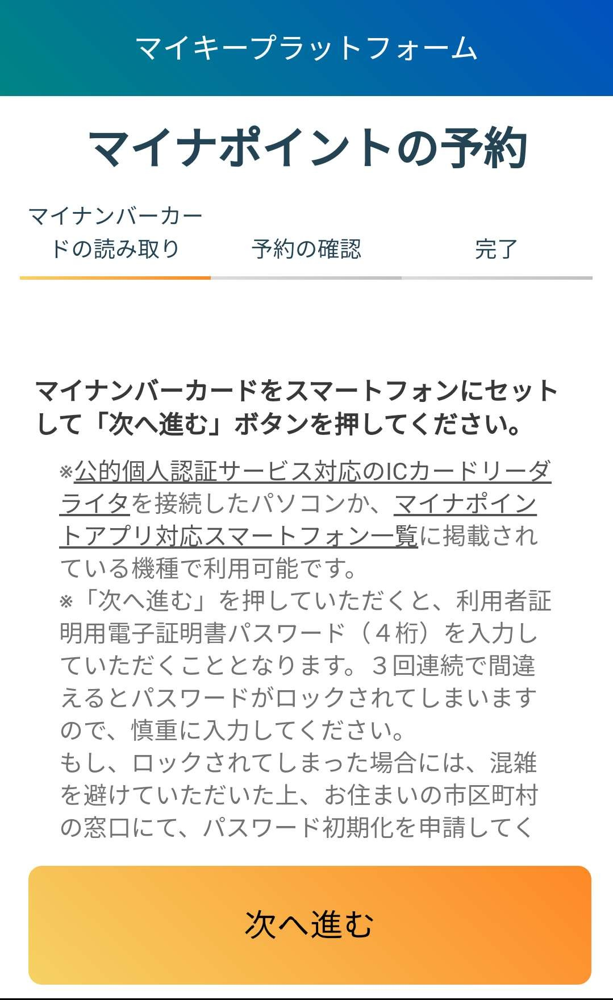 マイキープラットフォーム
マイナポイントの予約
マイナンバーカー
ドの読み取り
予約の確認
完了
マイナンバーカードをスマートフォンにセット
して「次へ進む」ボタンを押してください。
※公的個人認証サービス対応のICカードリーダ
ライタを接続したパソコンか、マイナポイン
トアプリ対応スマートフォン一覧に掲載され
ている機種で利用可能です。
※「次へ進む」を押していただくと、利用者証
明用電子証明書パスワード（４桁）を入力し
ていただくこととなります。３回連続で間違
えるとパスワードがロックされてしまいます
ので、慎重に入力してください。
もし、ロックされてしまった場合には、混雑
を避けていただいた上、お住まいの市区町村
の窓口にて、パスワード初期化を申請してく
次へ進む